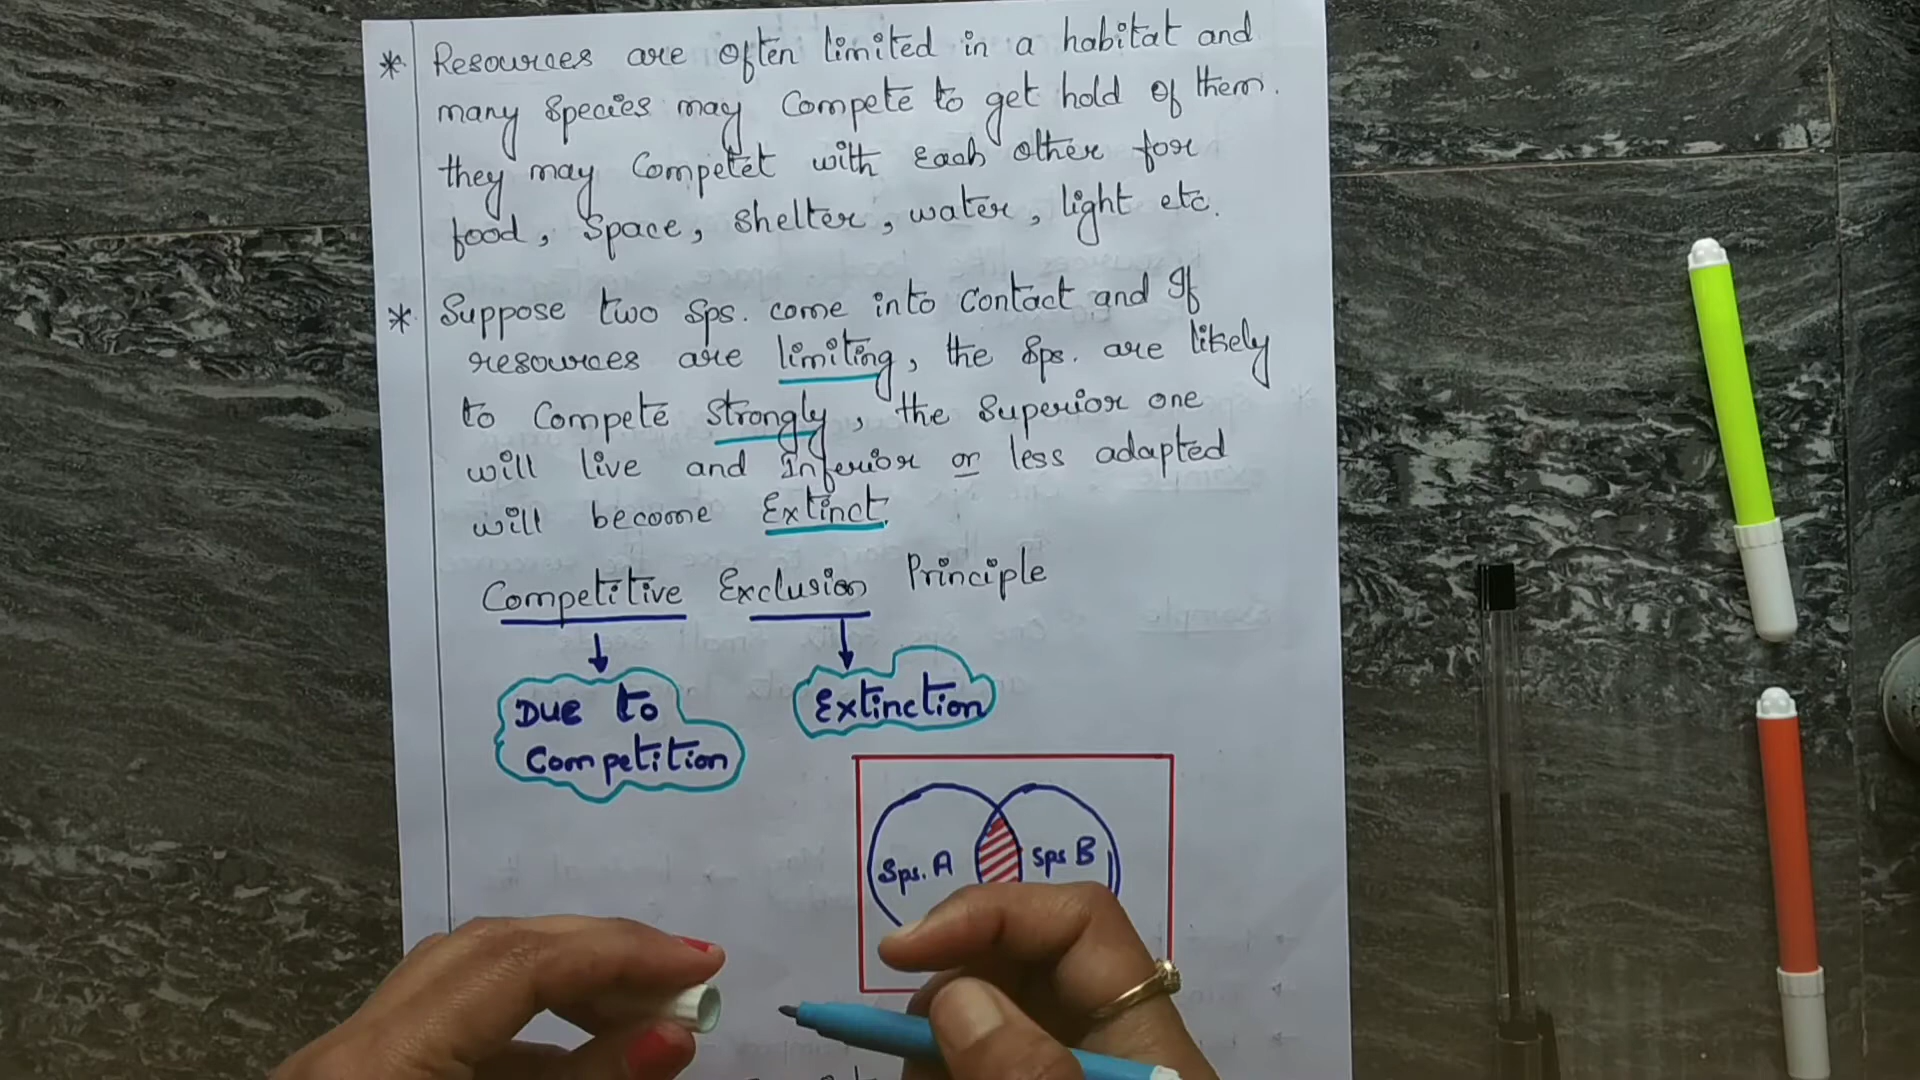 * Resources are often limited in a habitat and
many species may compete to get hold of them.
they may competet with each other for
food, space, shelter, water, light etc.
* Suppose two sps. come into contact and If
resources are limiting, the sps. are likely
to compete strongly, the superior one
will live and Inferior or less adapted
will become Extinct.
Competitive Exclusion Principle
DUE to
Competition
Extinction
Sps. A
Sps B